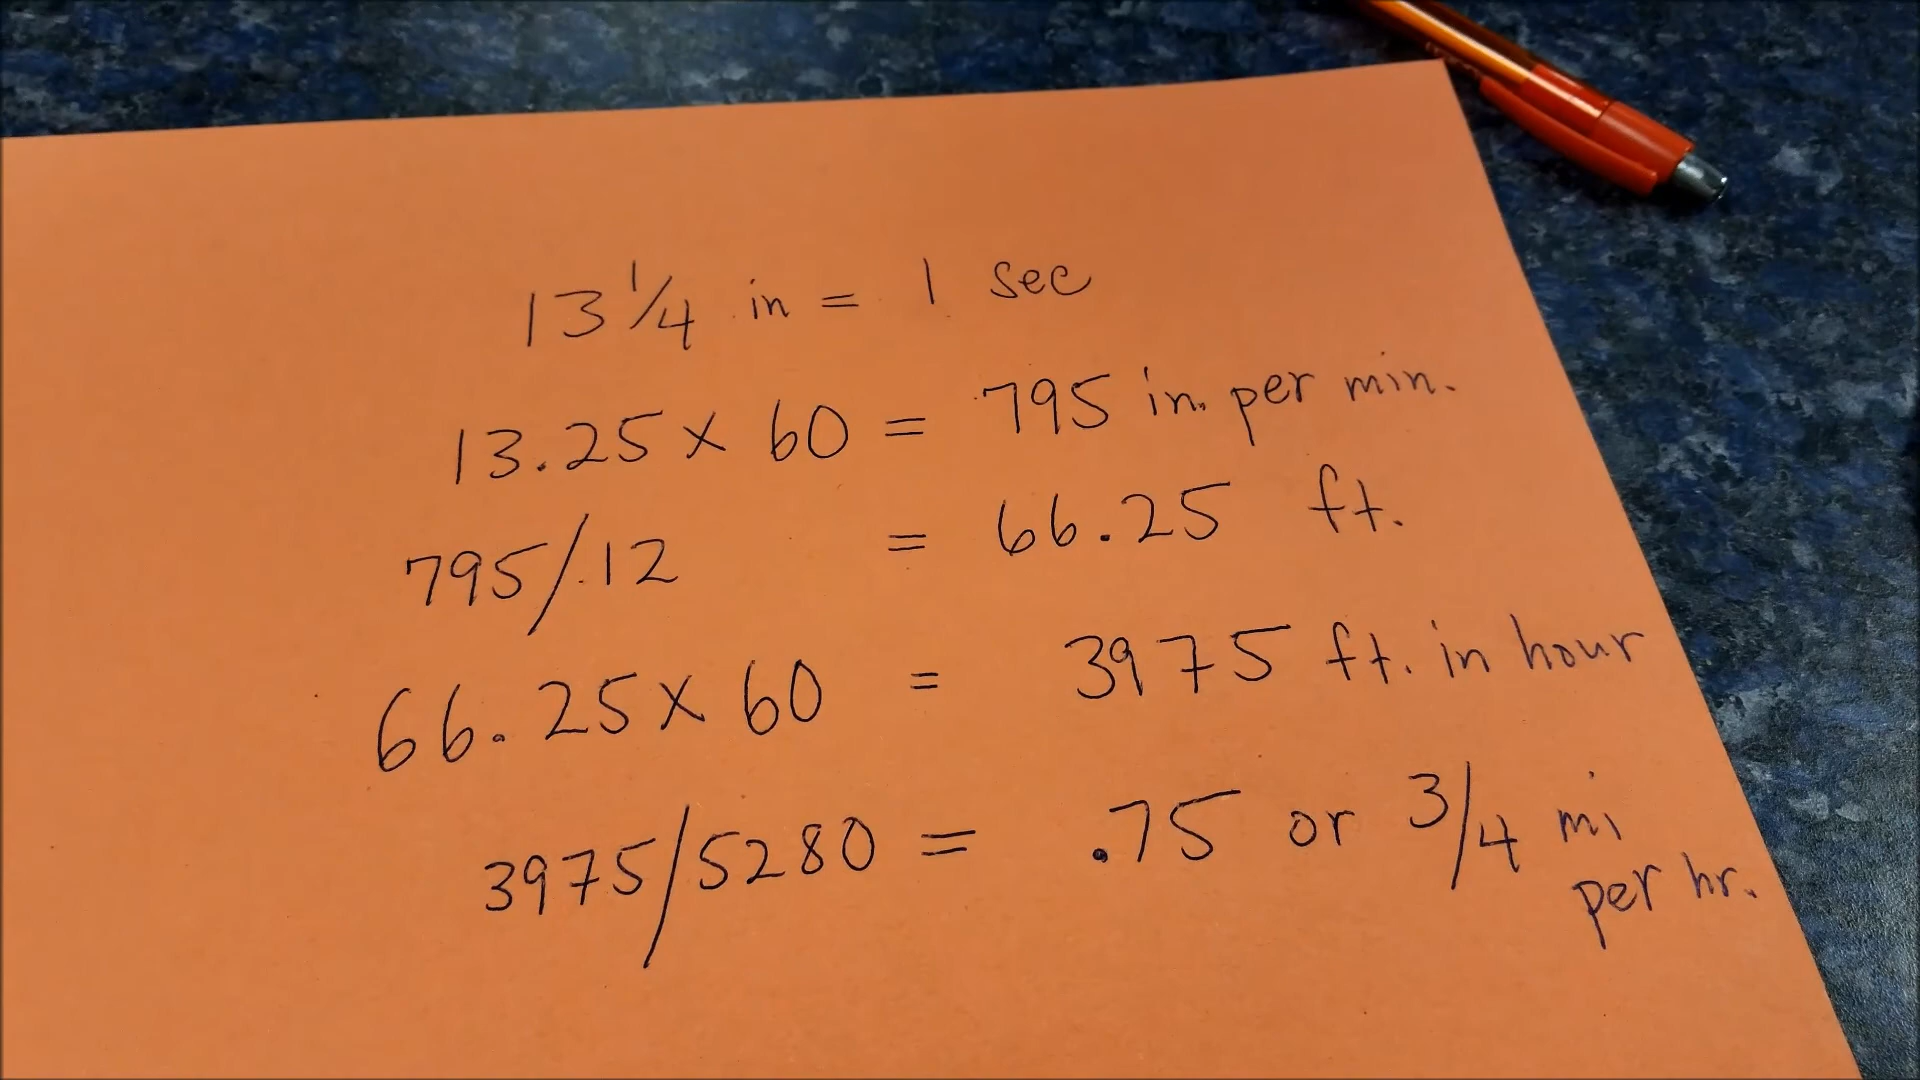 13 1/4 in = 1 sec
13.25 x 60 = 795 in. per min.
795/12 = 66.25 ft.
66.25 x 60 = 3975 ft. in hour
3975/5280 = .75 or 3/4 mi
per hr.